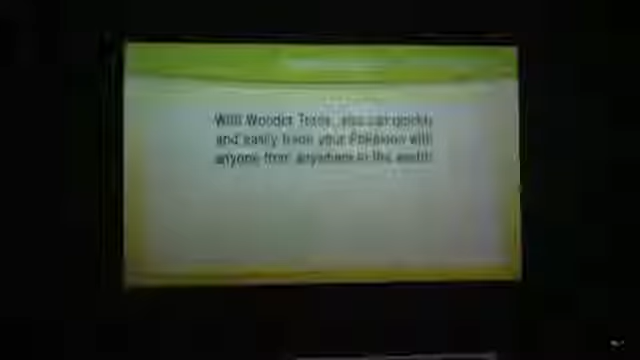 With Wonder Trade, you can quickly
and easily trade your Pokémon with
anyone from anywhere in the world!